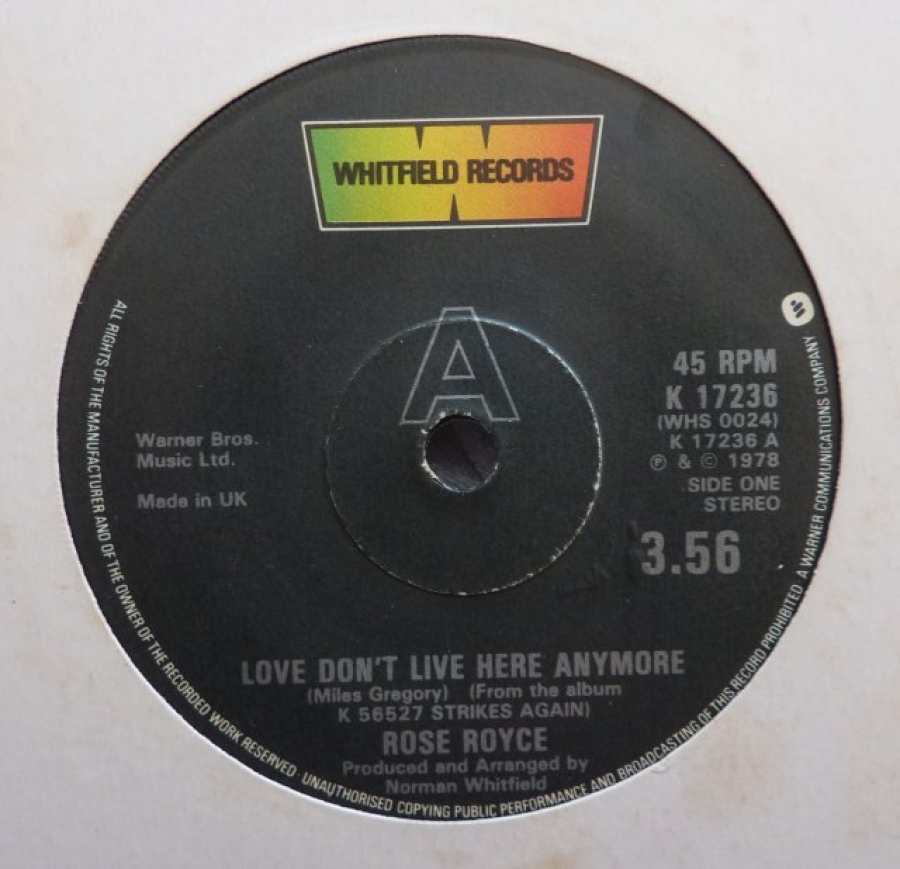 WHITFIELD RECORDS
A
45 RPM
K 17236
(WHS 0024)
K 17236 A
Ⓟ & © 1978
SIDE ONE
STEREO
3.56
Warner Bros.
Music Ltd.
Made in UK
LOVE DON'T LIVE HERE ANYMORE
(Miles Gregory) (From the album
K 56527 STRIKES AGAIN)
ROSE ROYCE
Produced and Arranged by
Norman Whitfield
ALL RIGHTS OF THE MANUFACTURER AND OF THE OWNER OF THE RECORDED WORK RESERVED · UNAUTHORISED COPYING PUBLIC PERFORMANCE AND BROADCASTING OF THIS RECORD PROHIBITED A WARNER COMMUNICATIONS COMPANY